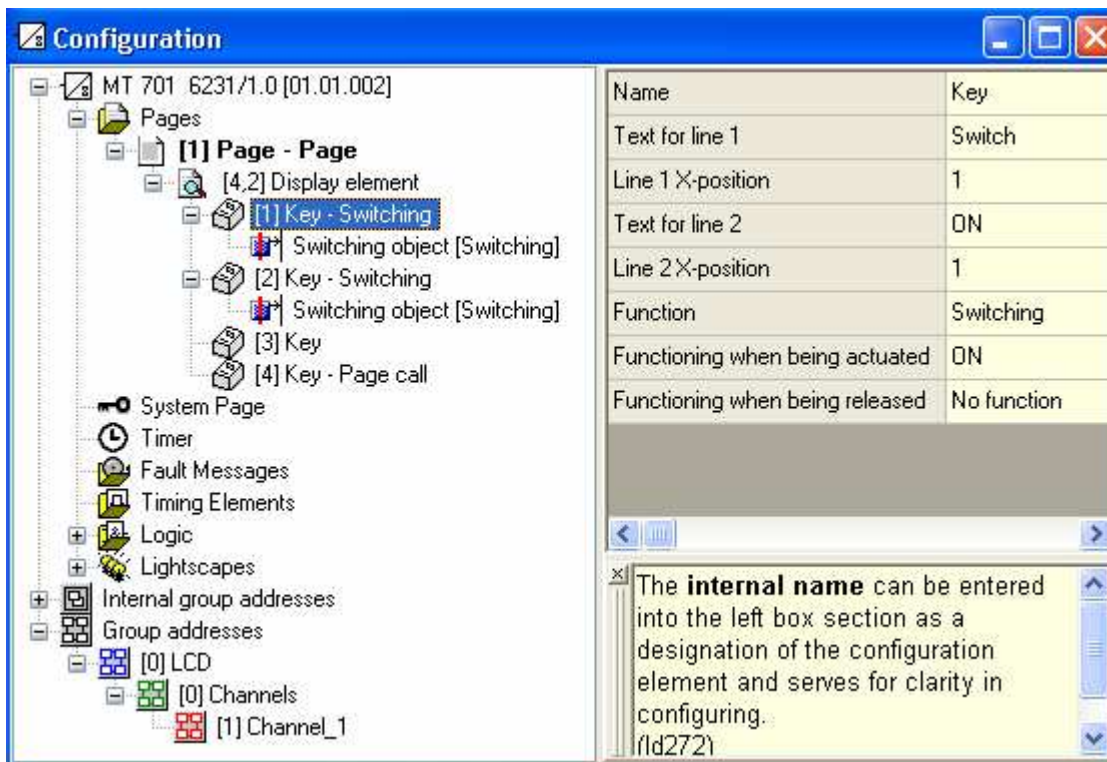 Configuration
MT 701 6231/1.0 [01.01.002]
Pages
[1] Page - Page
[4,2] Display element
[1] Key - Switching
Switching object [Switching]
[2] Key - Switching
Switching object [Switching]
[3] Key
[4] Key - Page call
System Page
Timer
Fault Messages
Timing Elements
Logic
Lightscapes
Internal group addresses
Group addresses
[0] LCD
[0] Channels
[1] Channel_1
Name Key
Text for line 1 Switch
Line 1 X-position 1
Text for line 2 ON
Line 2 X-position 1
Function Switching
Functioning when being actuated ON
Functioning when being released No function
The internal name can be entered
into the left box section as a
designation of the configuration
element and serves for clarity in
configuring.
(Id272)